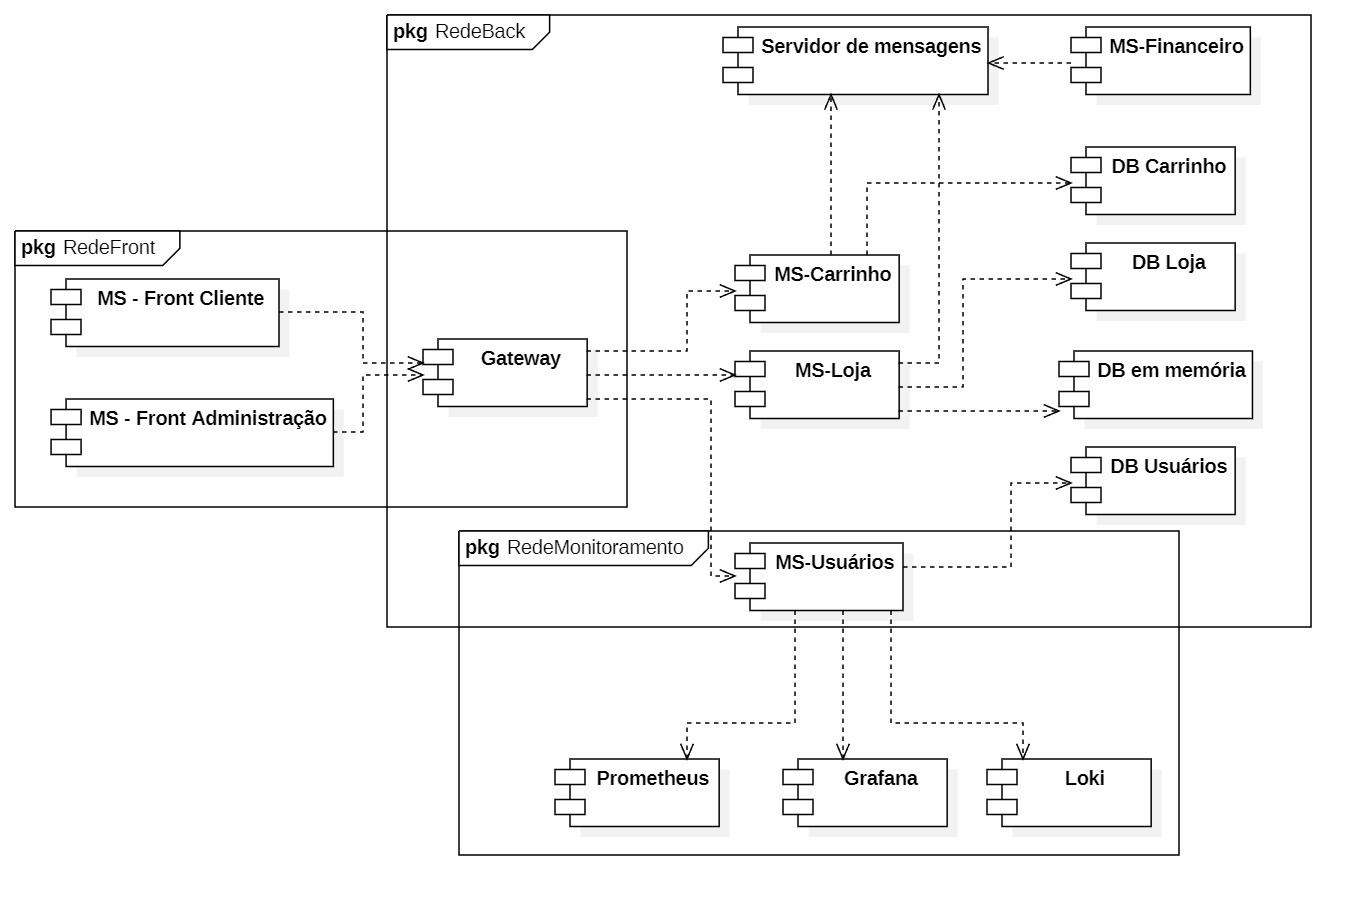 pkg RedeBack
Servidor de mensagens
MS-Financeiro
DB Carrinho
pkg RedeFront
MS - Front Cliente
MS-Carrinho
DB Loja
Gateway
MS-Loja
DB em memória
MS - Front Administração
DB Usuários
pkg RedeMonitoramento
MS-Usuários
Prometheus
Grafana
Loki